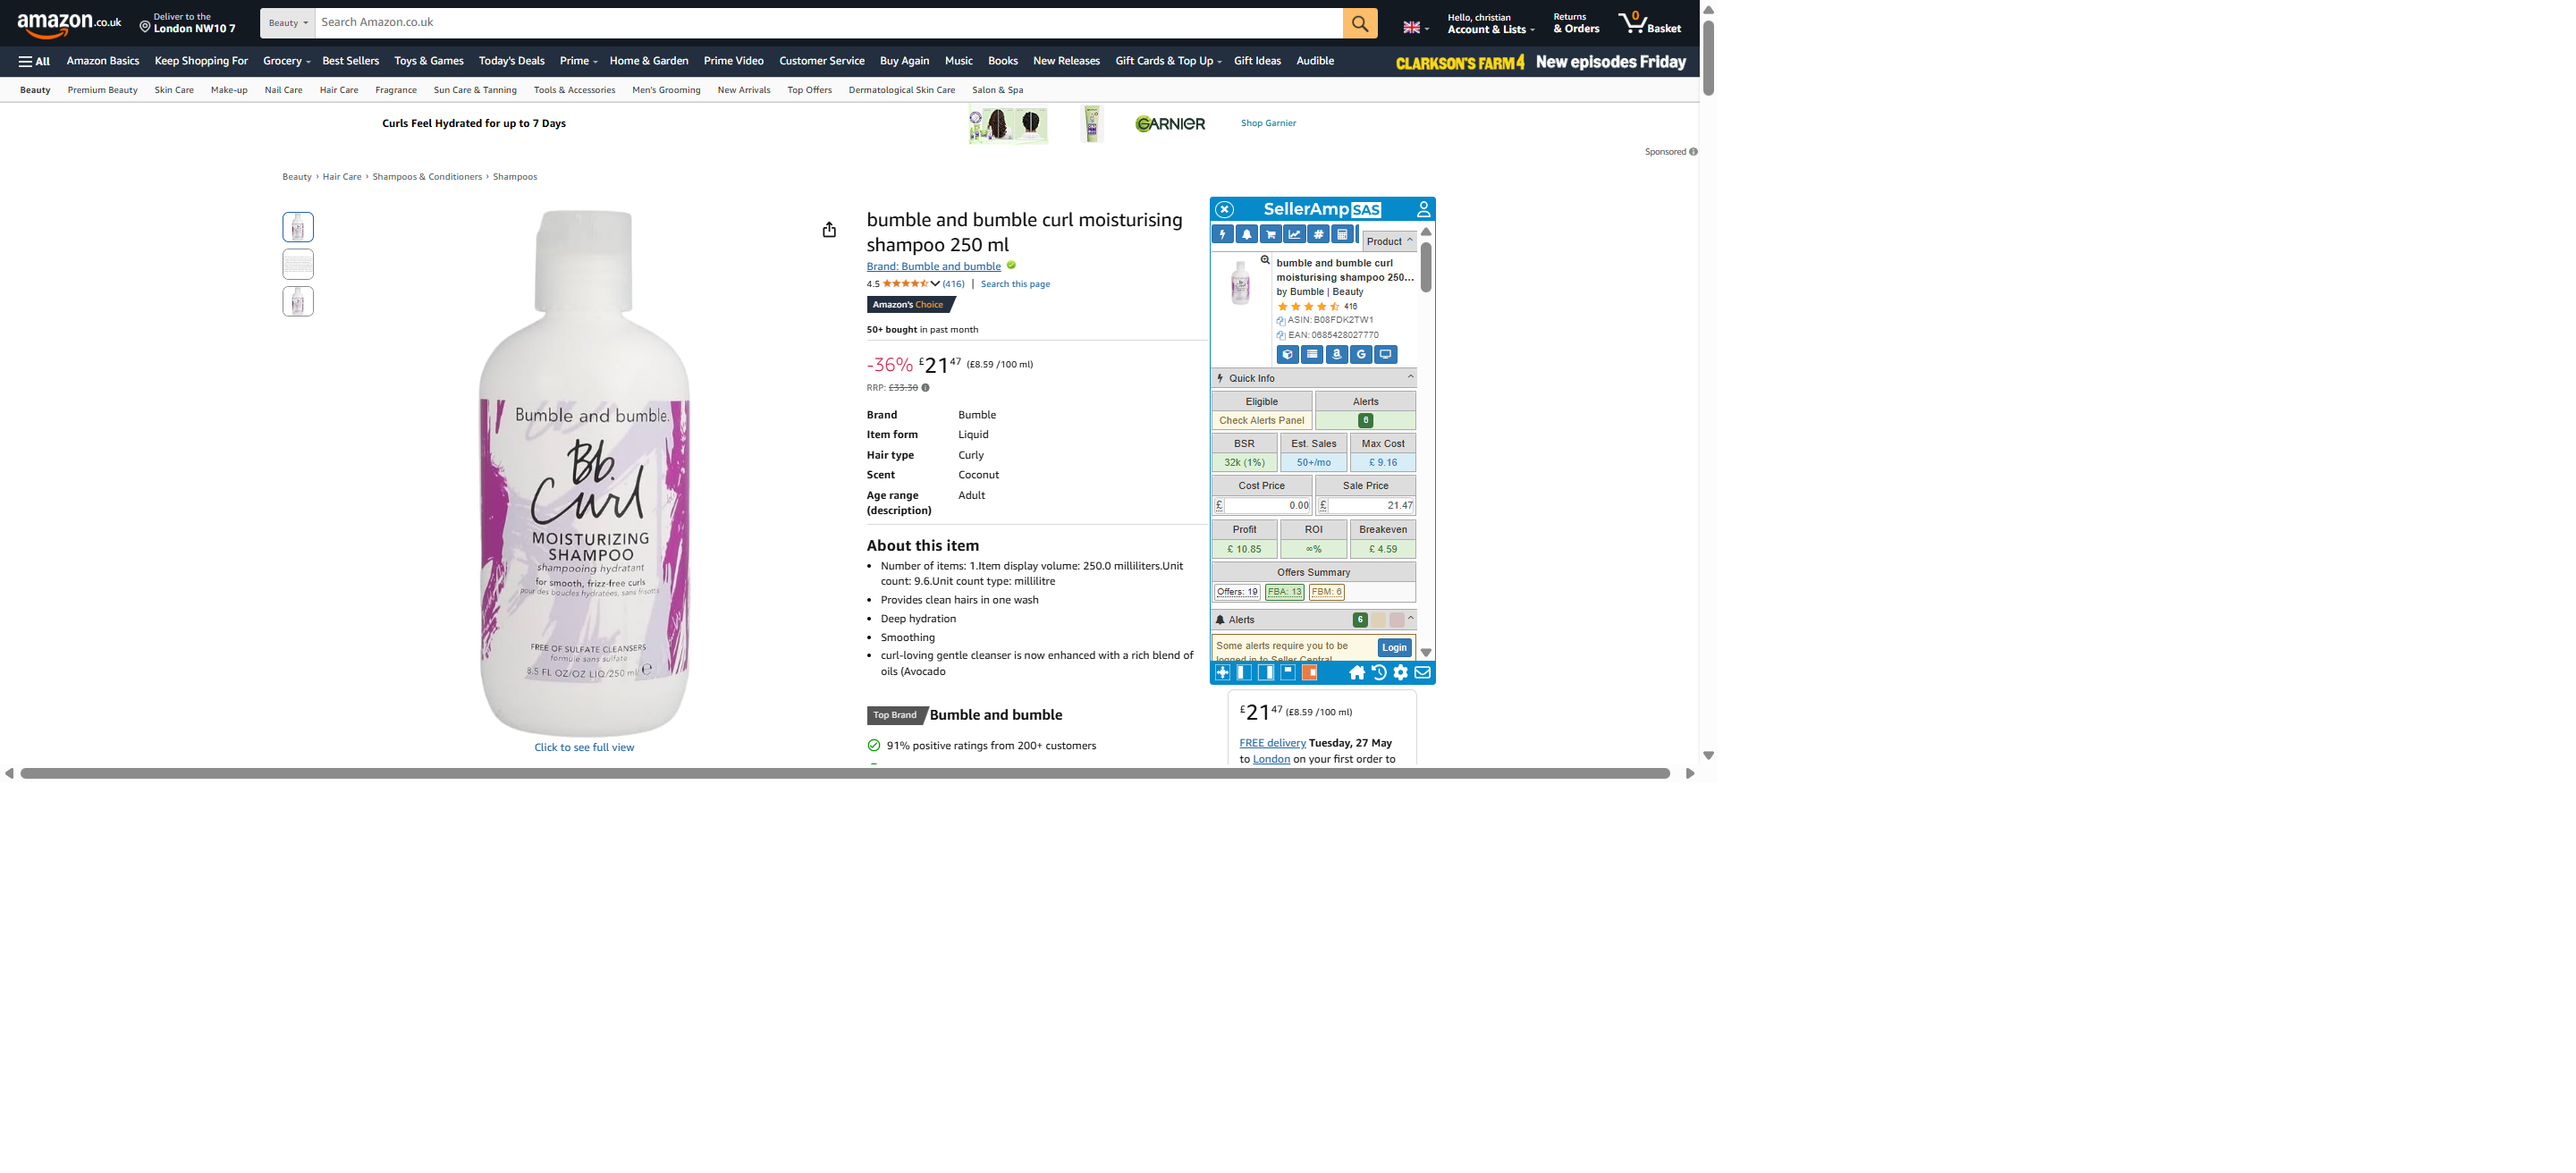 amazon.co.uk
Deliver to the
London NW10 7
Beauty
Search Amazon.co.uk
Hello, christian
Account & Lists
Returns
& Orders
0
Basket
All
Amazon Basics
Keep Shopping For
Grocery
Best Sellers
Toys & Games
Today's Deals
Prime
Home & Garden
Prime Video
Customer Service
Buy Again
Music
Books
New Releases
Gift Cards & Top Up
Gift Ideas
Audible
CLARKSON'S FARM 4 New episodes Friday
Beauty
Premium Beauty
Skin Care
Make-up
Nail Care
Hair Care
Fragrance
Sun Care & Tanning
Tools & Accessories
Men's Grooming
New Arrivals
Top Offers
Dermatological Skin Care
Salon & Spa
Curls Feel Hydrated for up to 7 Days
GARNIER
Shop Garnier
Sponsored
Beauty › Hair Care › Shampoos & Conditioners › Shampoos
Bumble and bumble.
Bb.
Curl
MOISTURIZING
SHAMPOO
shampooing hydratant
for smooth, frizz-free curls
pour des boucles hydratées, sans frisottis
FREE OF SULFATE CLEANSERS
formule sans sulfate
8.5 FL OZ/OZ LIQ/250 ml e
Click to see full view
bumble and bumble curl moisturising
shampoo 250 ml
Brand: Bumble and bumble
4.5 (416) | Search this page
Amazon's Choice
50+ bought in past month
-36% £21 47 (£8.59 /100 ml)
RRP: £33.30
Brand Bumble
Item form Liquid
Hair type Curly
Scent Coconut
Age range Adult
(description)
About this item
• Number of items: 1.Item display volume: 250.0 milliliters.Unit
count: 9.6.Unit count type: millilitre
• Provides clean hairs in one wash
• Deep hydration
• Smoothing
• curl-loving gentle cleanser is now enhanced with a rich blend of
oils (Avocado
Top Brand Bumble and bumble
91% positive ratings from 200+ customers
SellerAmp SAS
Product
bumble and bumble curl
moisturising shampoo 250...
by Bumble | Beauty
416
ASIN: B08FDK2TW1
EAN: 0685428027770
Quick Info
Eligible Alerts
Check Alerts Panel 6
BSR Est. Sales Max Cost
32k (1%) 50+/mo £ 9.16
Cost Price Sale Price
£ 0.00 £ 21.47
Profit ROI Breakeven
£ 10.85 ∞% £ 4.59
Offers Summary
Offers: 19 FBA: 13 FBM: 6
Alerts 6
Some alerts require you to be
logged in to Seller Central
Login
£21 47 (£8.59 /100 ml)
FREE delivery Tuesday, 27 May
to London on your first order to